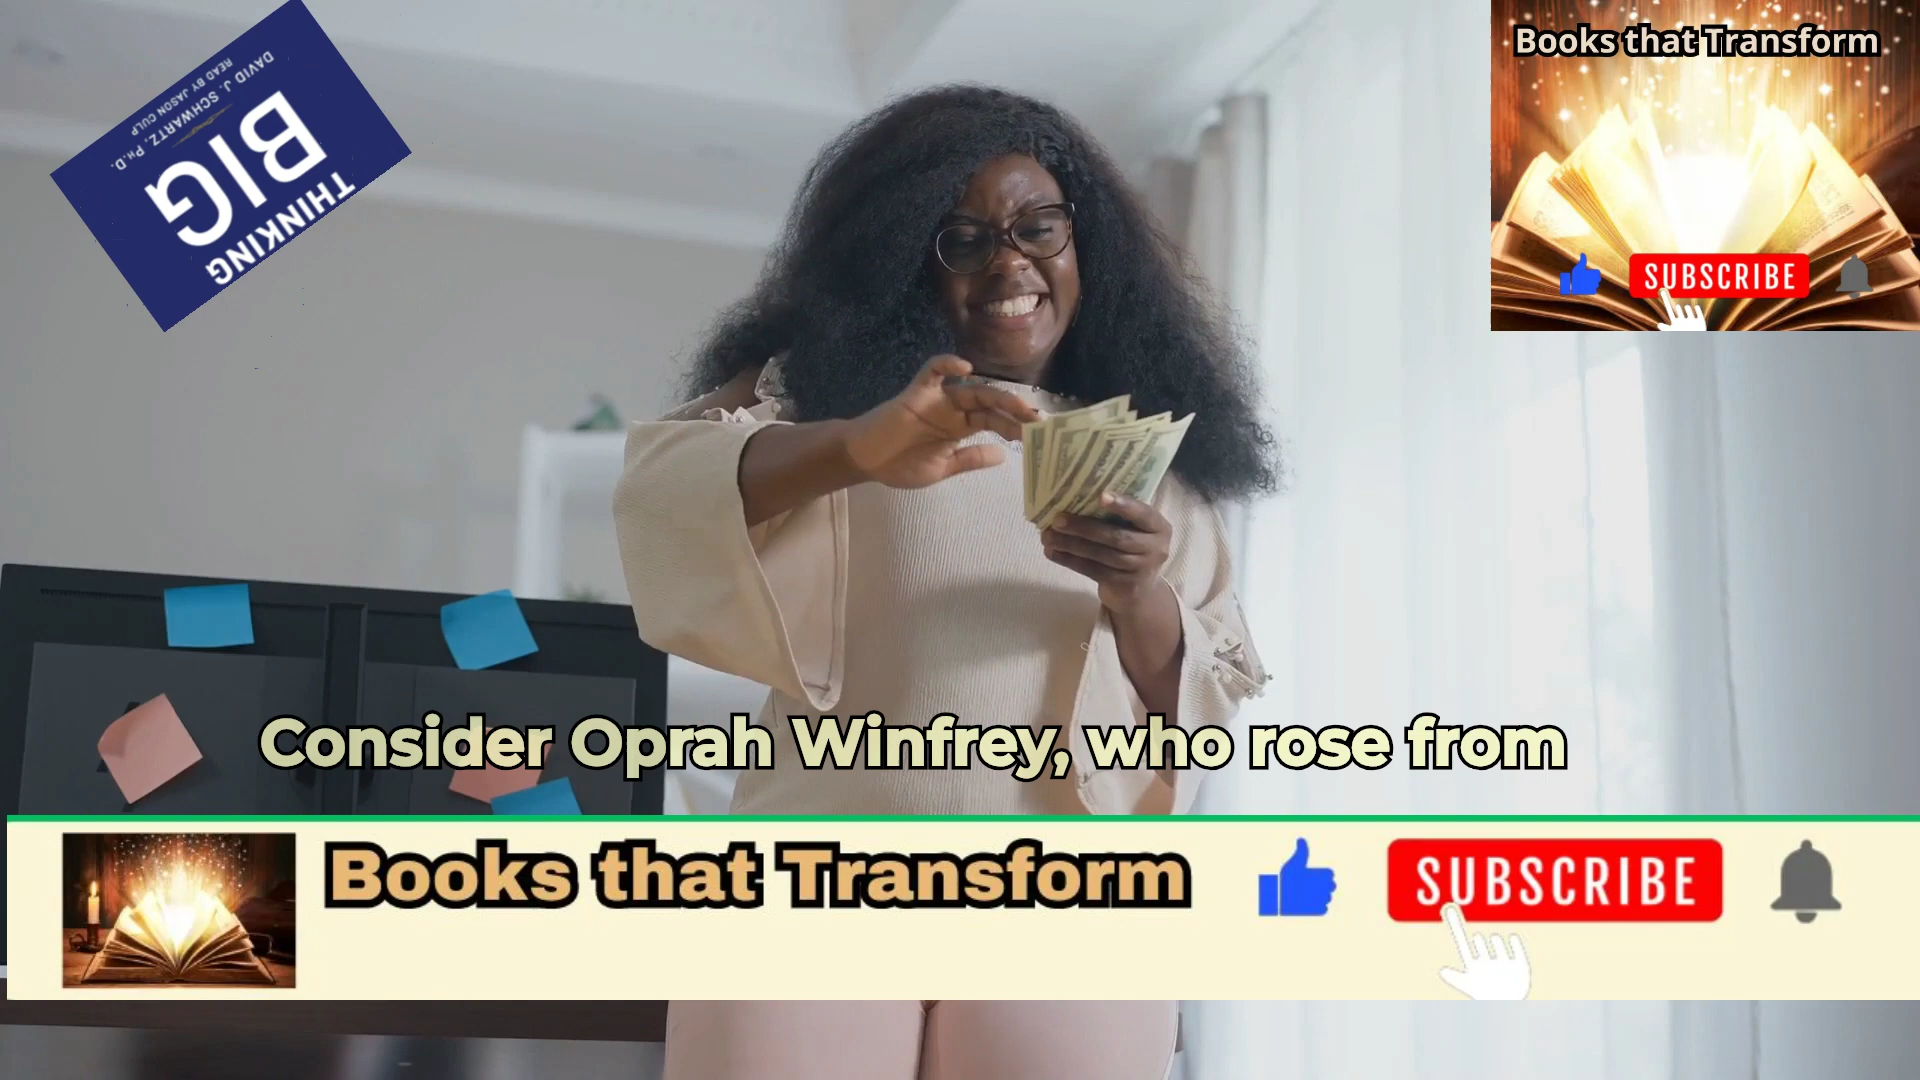 THINKING
BIG
DAVID J. SCHWARTZ, PH.D.
READ BY JASON CULP
Books that Transform
SUBSCRIBE
Consider Oprah Winfrey, who rose from
Books that Transform
SUBSCRIBE